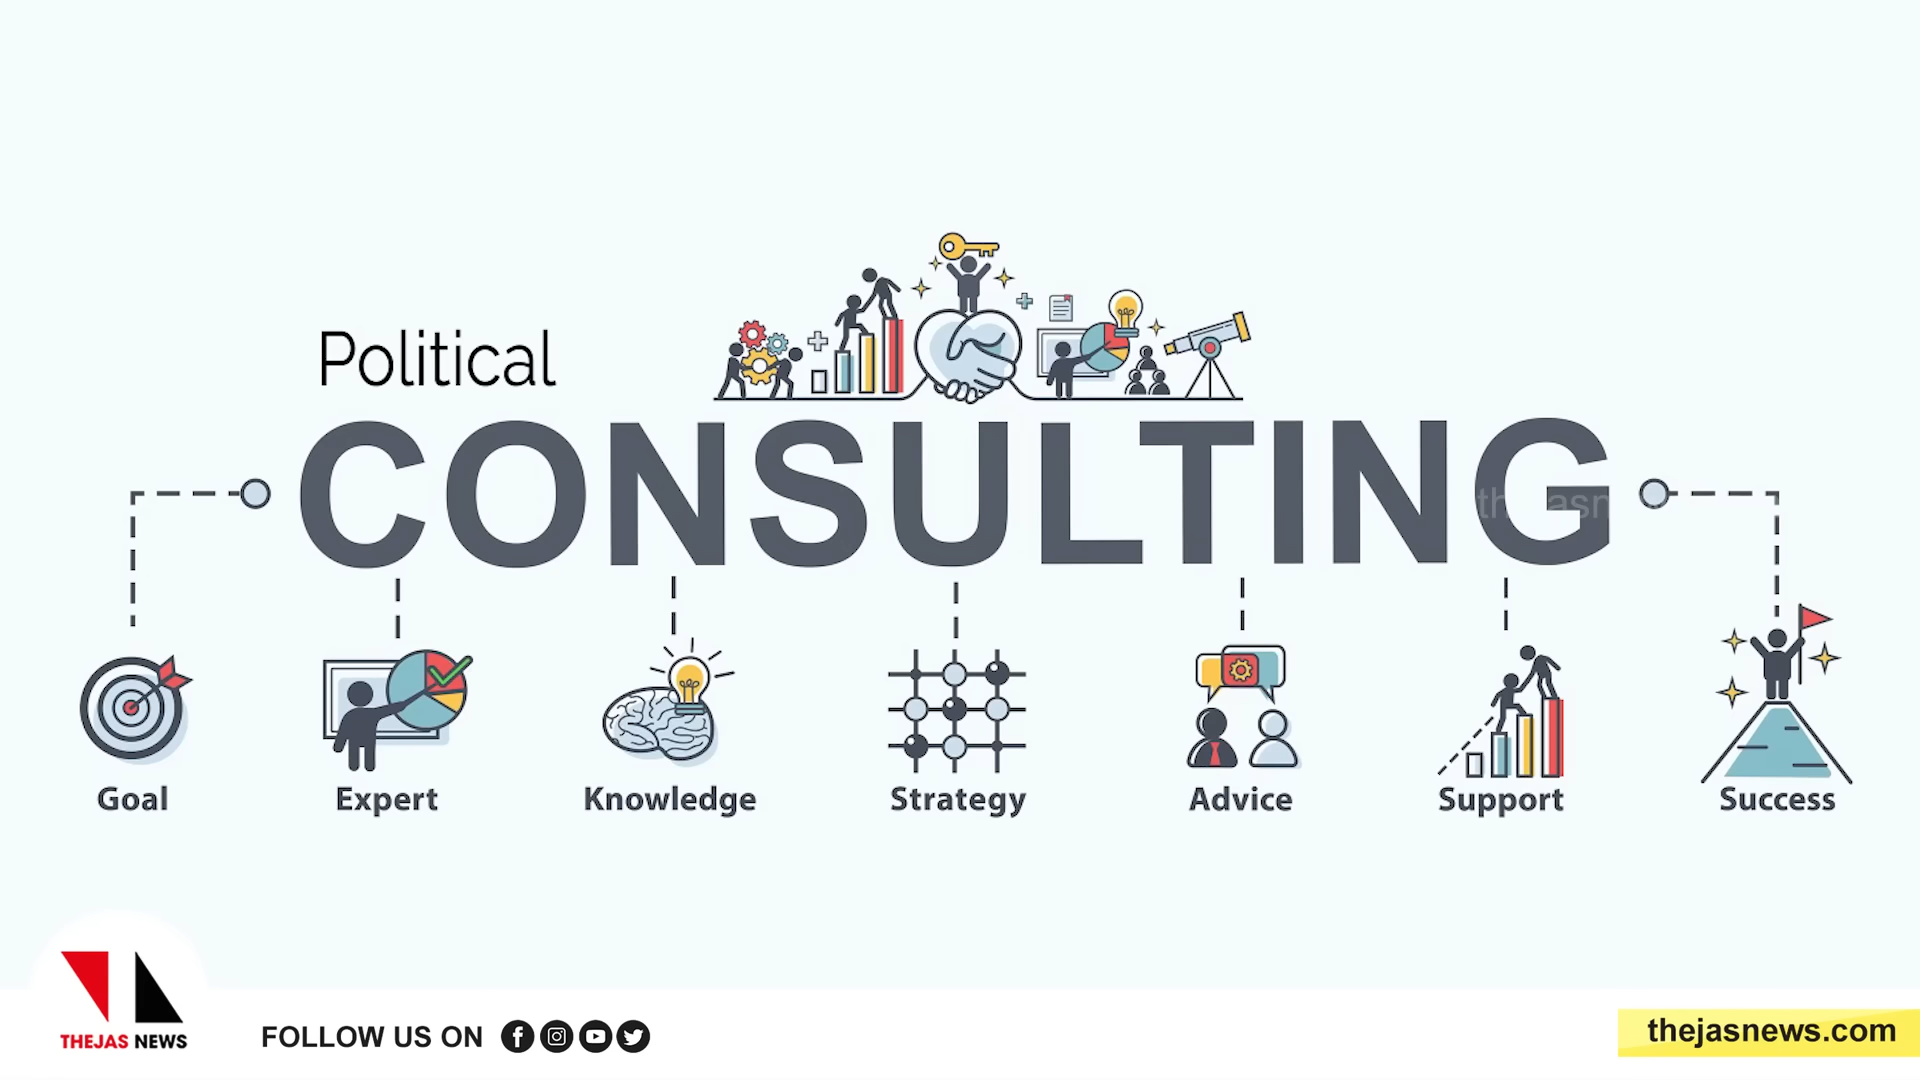 Political
CONSULTING
Goal
Expert
Knowledge
Strategy
Advice
Support
Success
THEJAS NEWS
FOLLOW US ON
thejasnews.com